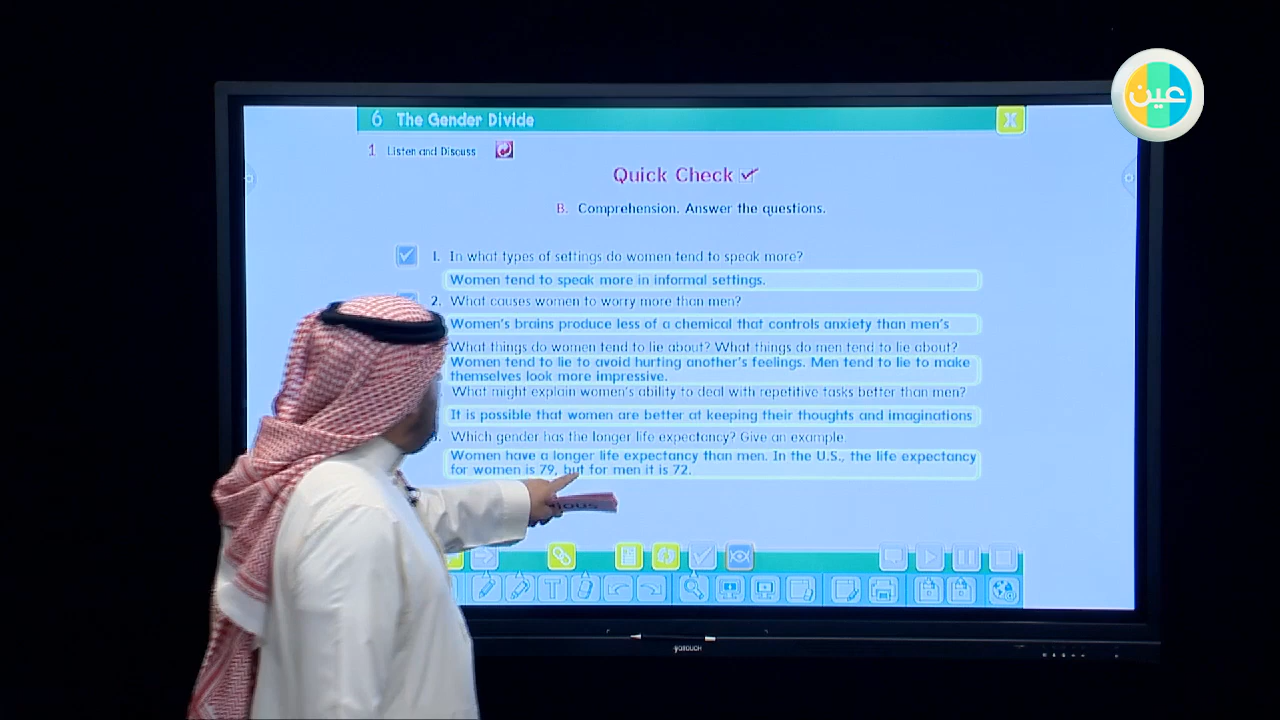 عين
6 The Gender Divide
1 Listen and Discuss
Quick Check
B. Comprehension. Answer the questions.
1. In what types of settings do women tend to speak more?
Women tend to speak more in informal settings.
2. What causes women to worry more than men?
Women's brains produce less of a chemical that controls anxiety than men's
What things do women tend to lie about? What things do men tend to lie about?
Women tend to lie to avoid hurting another's feelings. Men tend to lie to make
themselves look more impressive.
What might explain women's ability to deal with repetitive tasks better than men?
It is possible that women are better at keeping their thoughts and imaginations
Which gender has the longer life expectancy? Give an example.
Women have a longer life expectancy than men. In the U.S., the life expectancy
for women is 79, but for men it is 72.